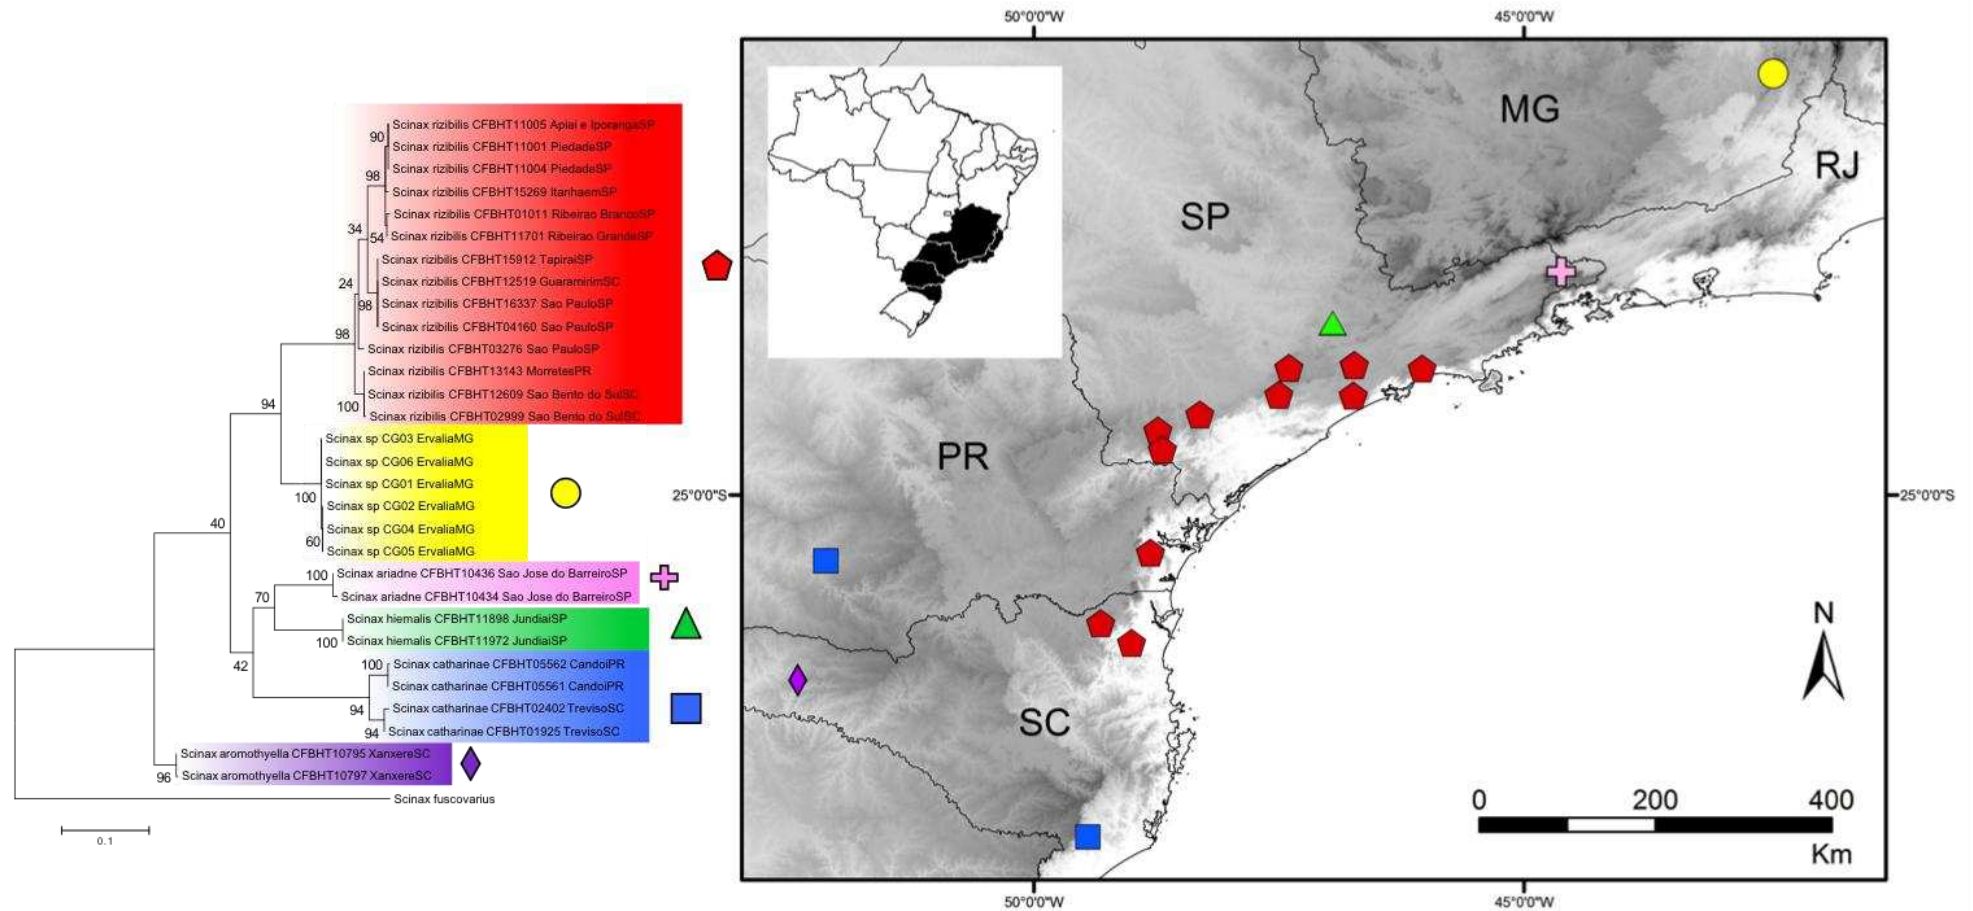 Scinax rizibilis CFBHT11005 Apiai e IporangaSP
90
Scinax rizibilis CFBHT11001 PiedadeSP
Scinax rizibilis CFBHT11004 PiedadeSP
98
Scinax rizibilis CFBHT15269 ItanhaemSP
Scinax rizibilis CFBHT01011 Ribeirao BrancoSP
34
54
Scinax rizibilis CFBHT11701 Ribeirao GrandeSP
Scinax rizibilis CFBHT15912 TapiraiSP
24
Scinax rizibilis CFBHT12519 GuaramirimSC
98
Scinax rizibilis CFBHT16337 Sao PauloSP
Scinax rizibilis CFBHT04160 Sao PauloSP
98
Scinax rizibilis CFBHT03276 Sao PauloSP
Scinax rizibilis CFBHT13143 MorretesPR
Scinax rizibilis CFBHT12609 Sao Bento do SulSC
94
100
Scinax rizibilis CFBHT02999 Sao Bento do SulSC
Scinax sp CG03 ErvaliaMG
Scinax sp CG06 ErvaliaMG
Scinax sp CG01 ErvaliaMG
100
Scinax sp CG02 ErvaliaMG
40
Scinax sp CG04 ErvaliaMG
60
Scinax sp CG05 ErvaliaMG
100
Scinax ariadne CFBHT10436 Sao Jose do BarreiroSP
70
Scinax ariadne CFBHT10434 Sao Jose do BarreiroSP
Scinax hiemalis CFBHT11898 JundiaiSP
100
Scinax hiemalis CFBHT11972 JundiaiSP
42
100
Scinax catharinae CFBHT05562 CandoiPR
Scinax catharinae CFBHT05561 CandoiPR
94
Scinax catharinae CFBHT02402 TrevisoSC
94
Scinax catharinae CFBHT01925 TrevisoSC
Scinax aromothyella CFBHT10795 XanxereSC
96
Scinax aromothyella CFBHT10797 XanxereSC
Scinax fuscovarius
0.1
50°0'0"W
45°0'0"W
MG
RJ
SP
PR
25°0'0"S
25°0'0"S
N
SC
0 200 400
Km
50°0'0"W
45°0'0"W